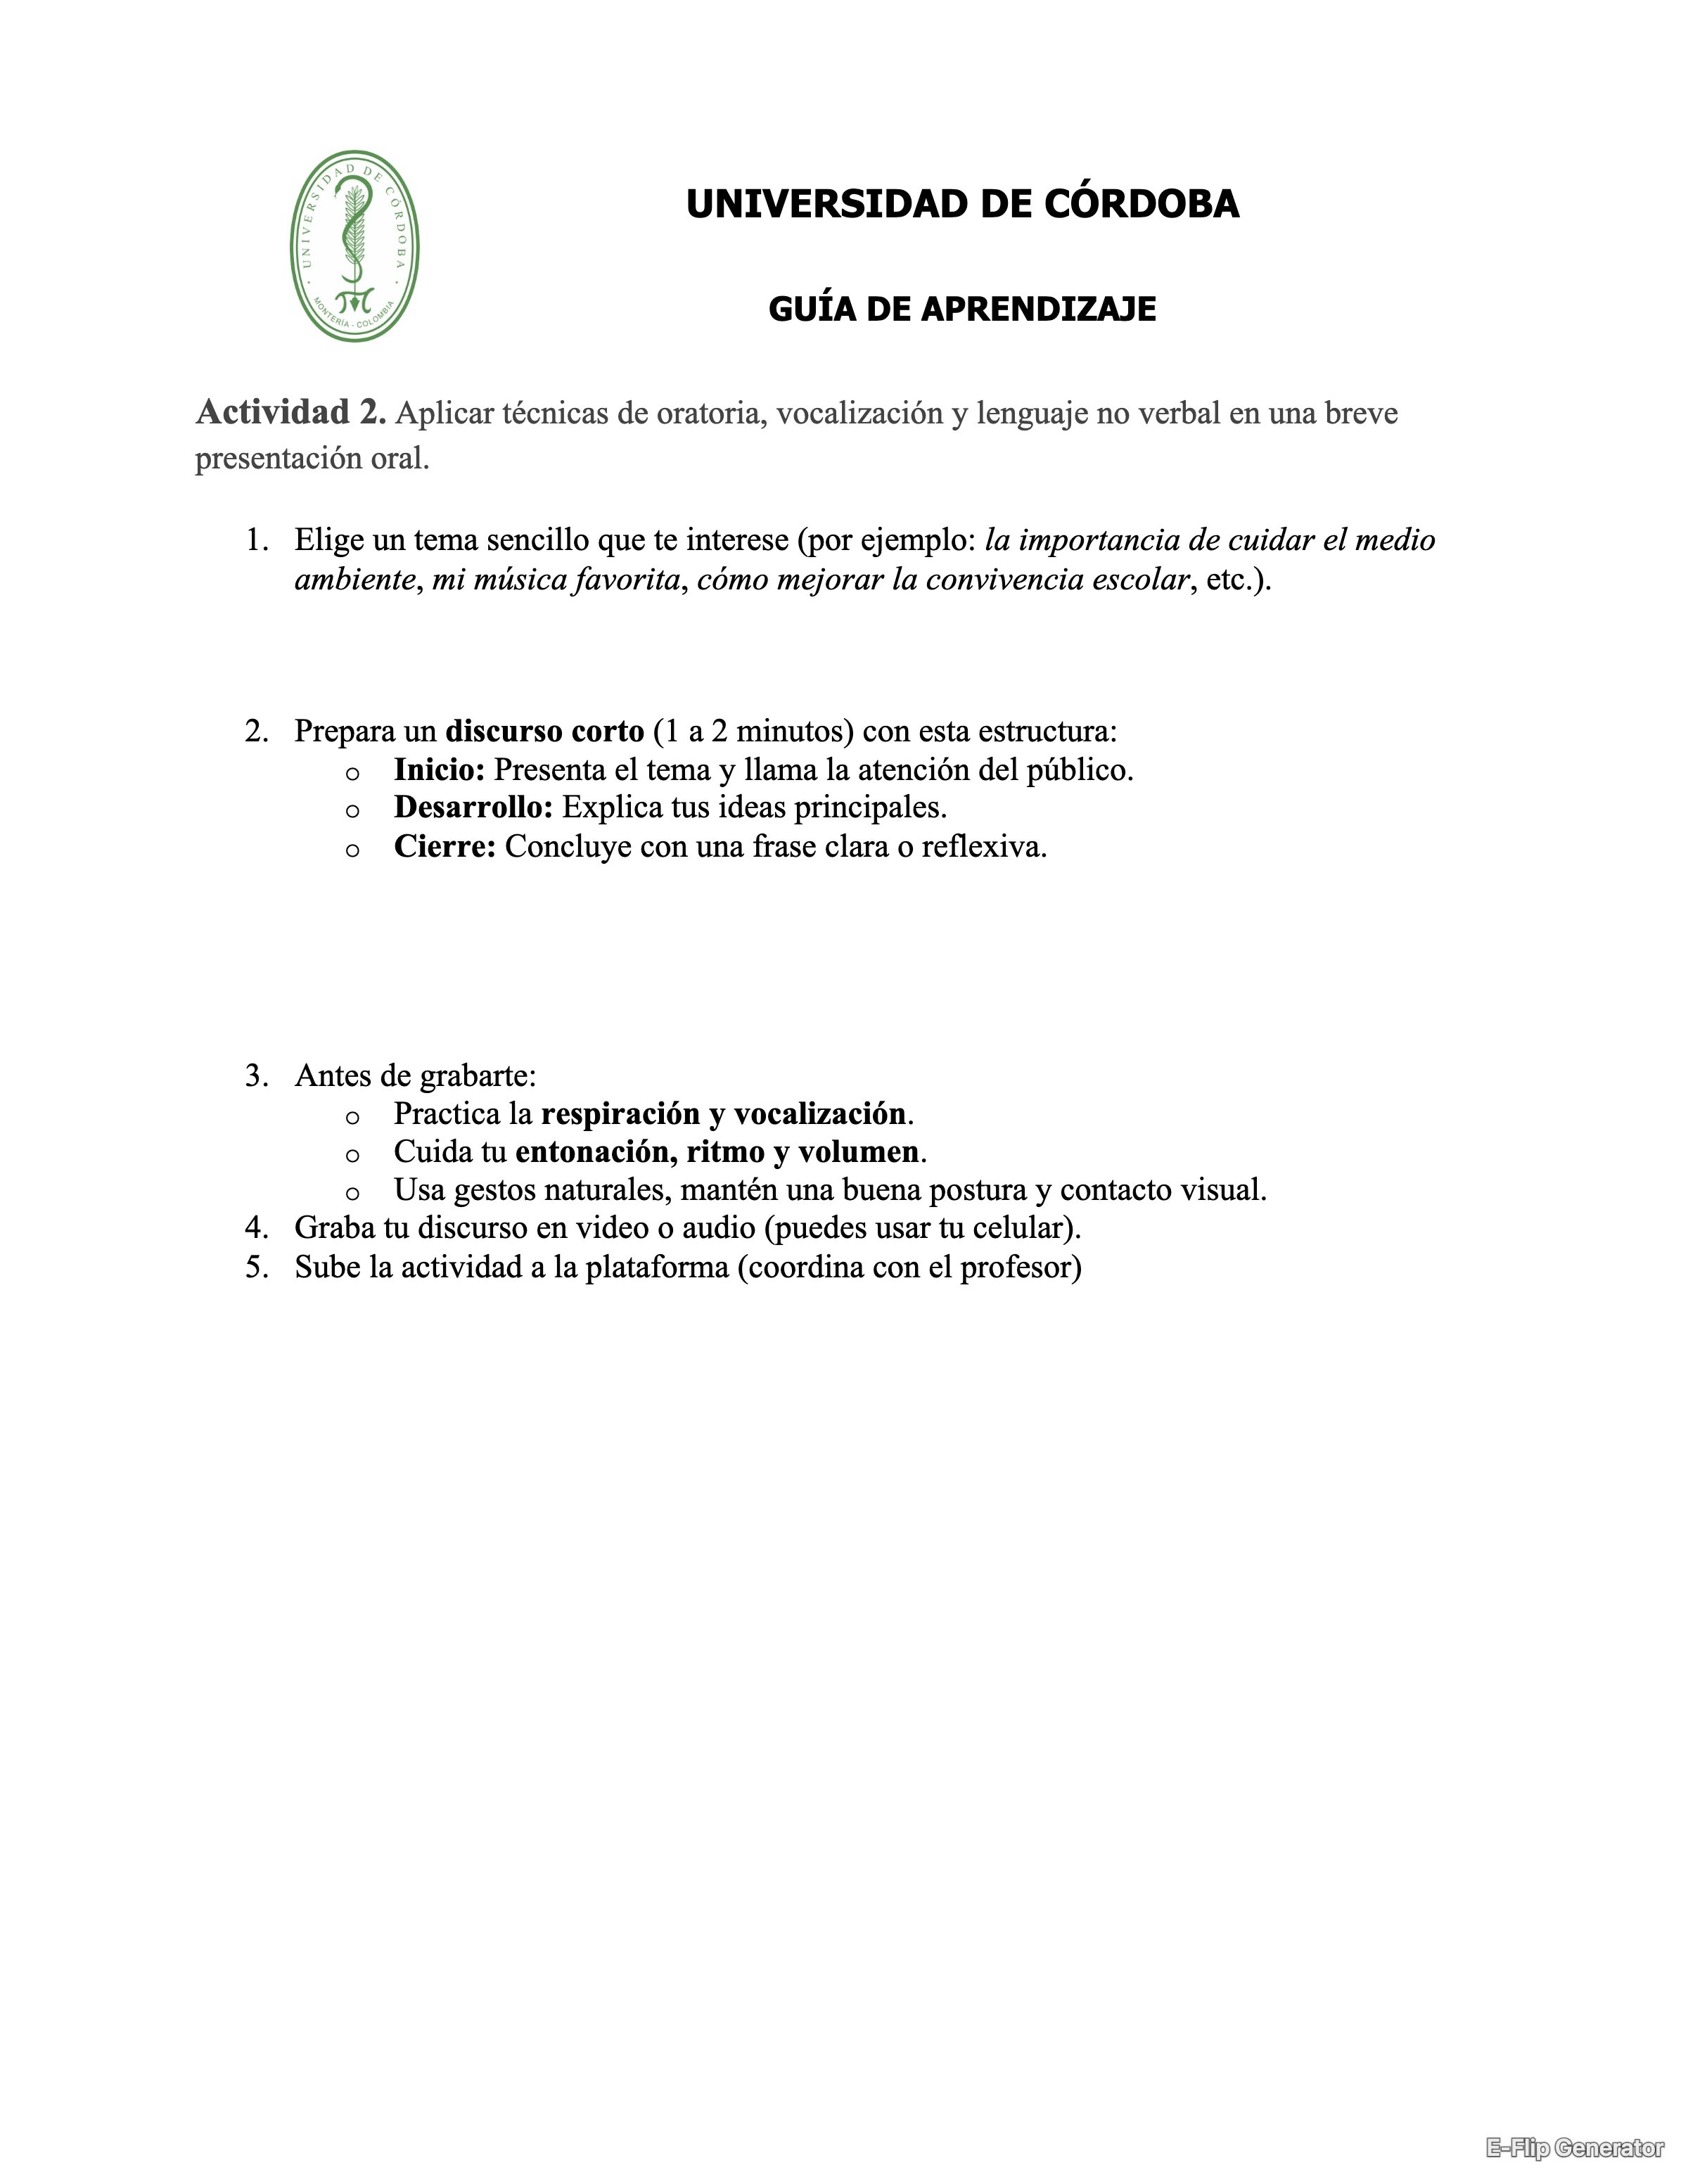 UNIVERSIDAD DE CÓRDOBA
MONTERÍA - COLOMBIA
UNIVERSIDAD DE CÓRDOBA
GUÍA DE APRENDIZAJE
Actividad 2. Aplicar técnicas de oratoria, vocalización y lenguaje no verbal en una breve
presentación oral.
1. Elige un tema sencillo que te interese (por ejemplo: la importancia de cuidar el medio
ambiente, mi música favorita, cómo mejorar la convivencia escolar, etc.).
2. Prepara un discurso corto (1 a 2 minutos) con esta estructura:
o Inicio: Presenta el tema y llama la atención del público.
o Desarrollo: Explica tus ideas principales.
o Cierre: Concluye con una frase clara o reflexiva.
3. Antes de grabarte:
o Practica la respiración y vocalización.
o Cuida tu entonación, ritmo y volumen.
o Usa gestos naturales, mantén una buena postura y contacto visual.
4. Graba tu discurso en video o audio (puedes usar tu celular).
5. Sube la actividad a la plataforma (coordina con el profesor)
E-Flip Generator